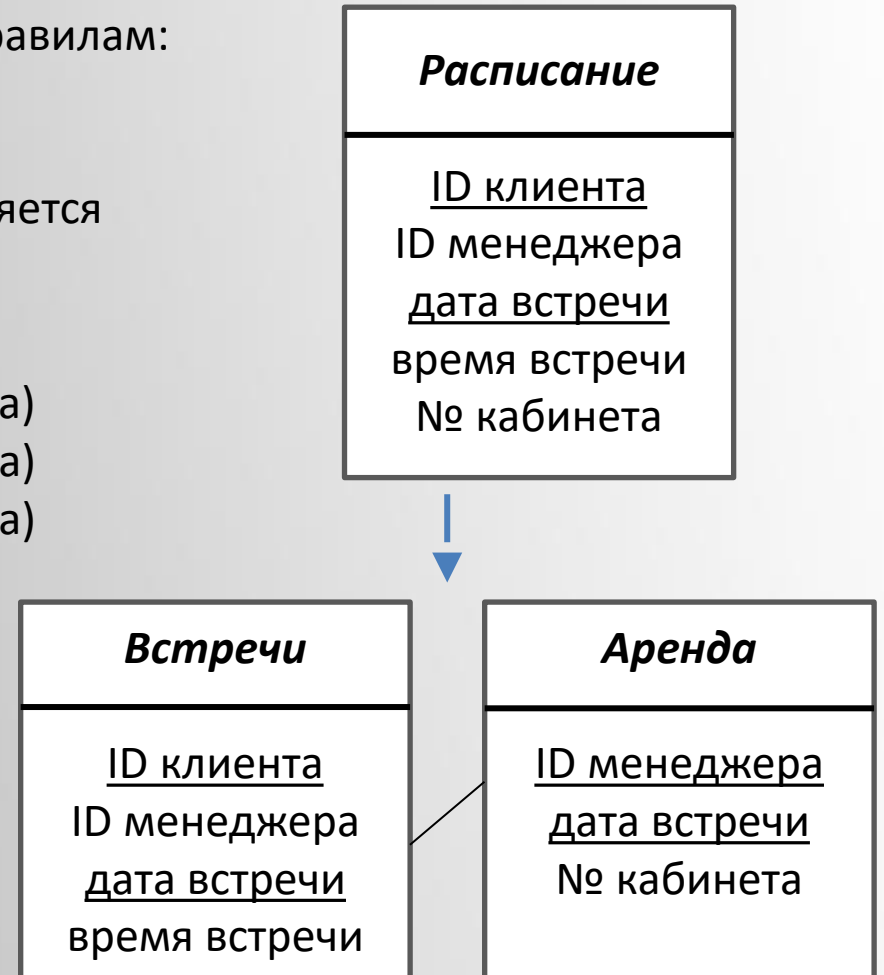 равилам:
яется
а)
а)
а)
Расписание
ID клиента
ID менеджера
дата встречи
время встречи
№ кабинета
Встречи
ID клиента
ID менеджера
дата встречи
время встречи
Аренда
ID менеджера
дата встречи
№ кабинета